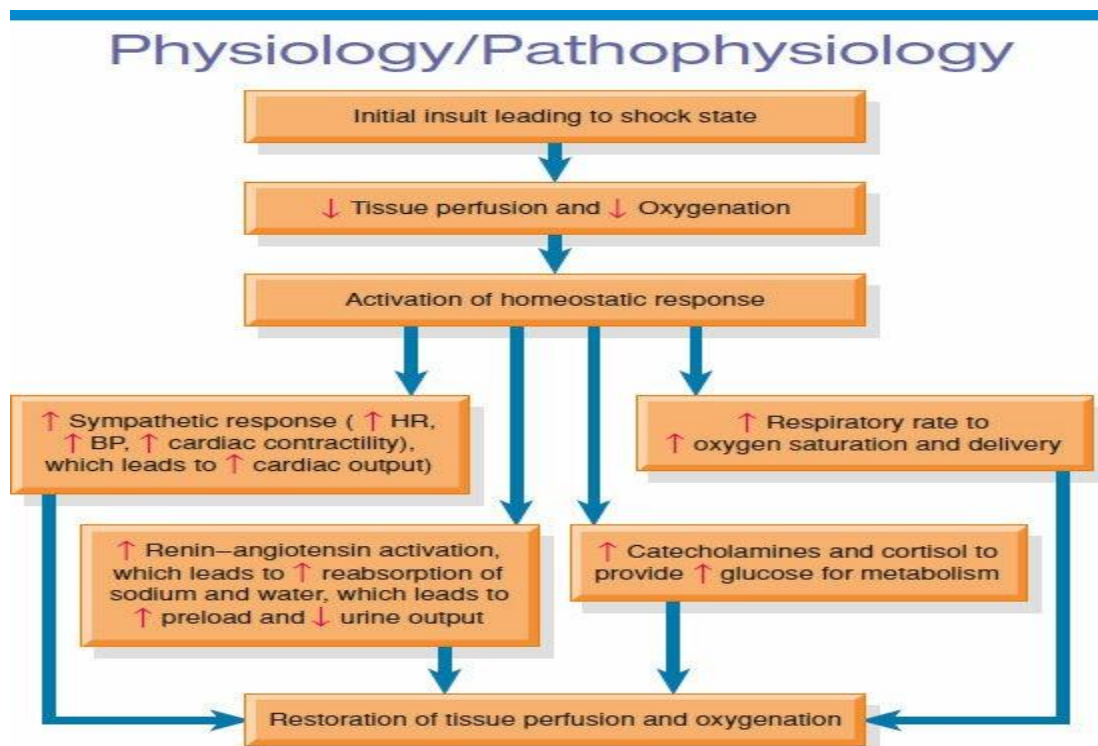 Physiology/Pathophysiology
Initial insult leading to shock state
↓ Tissue perfusion and ↓ Oxygenation
Activation of homeostatic response
↑ Sympathetic response ( ↑ HR,
↑ BP, ↑ cardiac contractility),
which leads to ↑ cardiac output)
↑ Respiratory rate to
↑ oxygen saturation and delivery
↑ Renin–angiotensin activation,
which leads to ↑ reabsorption of
sodium and water, which leads to
↑ preload and ↓ urine output
↑ Catecholamines and cortisol to
provide ↑ glucose for metabolism
Restoration of tissue perfusion and oxygenation